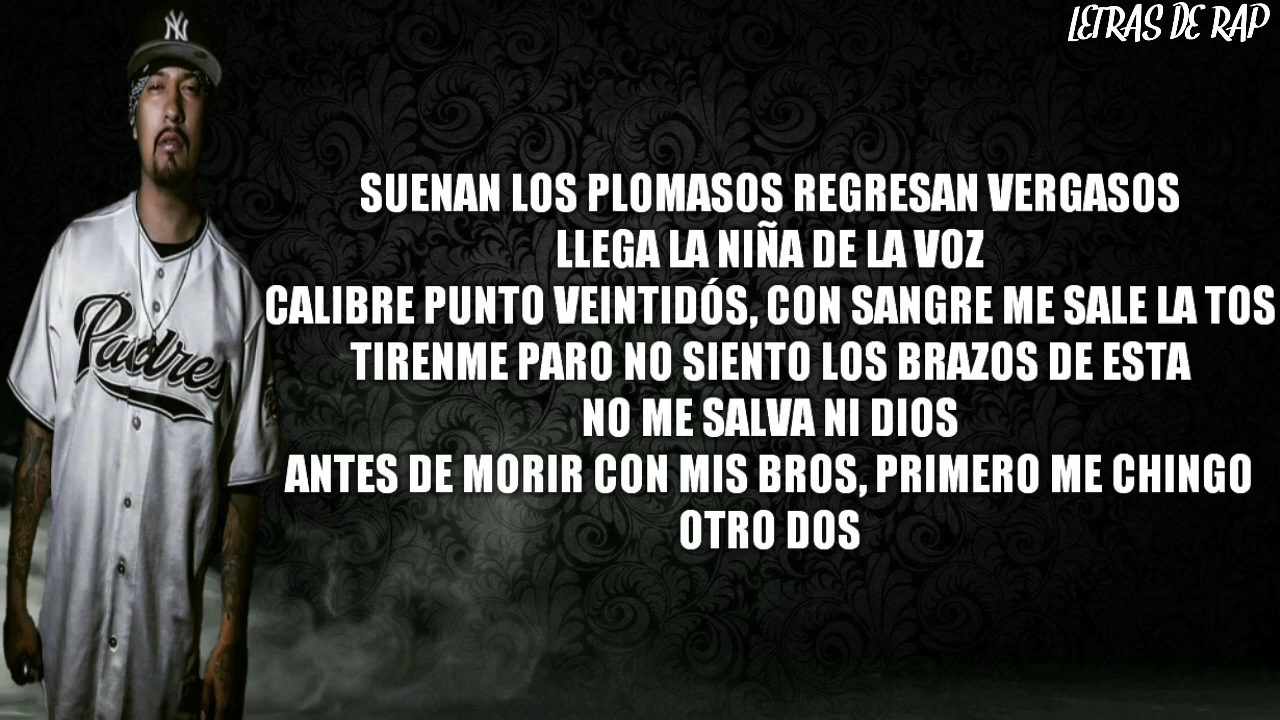 LETRAS DE RAP
NY
Padres
SUENAN LOS PLOMASOS REGRESAN VERGASOS
LLEGA LA NIÑA DE LA VOZ
CALIBRE PUNTO VEINTIDÓS, CON SANGRE ME SALE LA TOS
TIRENME PARO NO SIENTO LOS BRAZOS DE ESTA
NO ME SALVA NI DIOS
ANTES DE MORIR CON MIS BROS, PRIMERO ME CHINGO
OTRO DOS